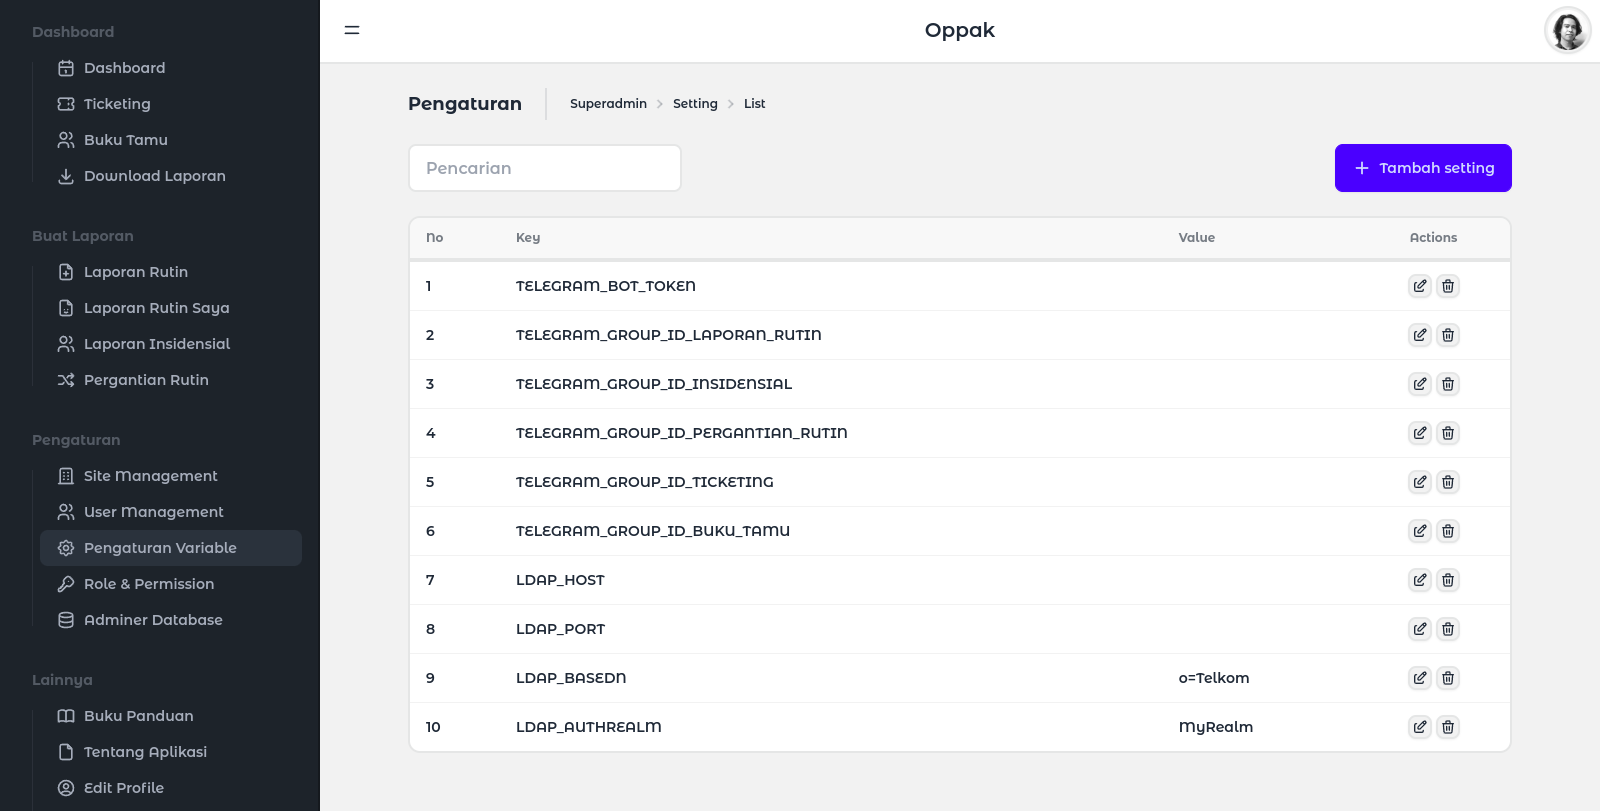 Dashboard
Dashboard
Ticketing
Buku Tamu
Download Laporan
Buat Laporan
Laporan Rutin
Laporan Rutin Saya
Laporan Insidensial
Pergantian Rutin
Pengaturan
Site Management
User Management
Pengaturan Variable
Role & Permission
Adminer Database
Lainnya
Buku Panduan
Tentang Aplikasi
Edit Profile
Oppak
Pengaturan
Superadmin > Setting > List
Pencarian
+ Tambah setting
No Key Value Actions
1 TELEGRAM_BOT_TOKEN
2 TELEGRAM_GROUP_ID_LAPORAN_RUTIN
3 TELEGRAM_GROUP_ID_INSIDENSIAL
4 TELEGRAM_GROUP_ID_PERGANTIAN_RUTIN
5 TELEGRAM_GROUP_ID_TICKETING
6 TELEGRAM_GROUP_ID_BUKU_TAMU
7 LDAP_HOST
8 LDAP_PORT
9 LDAP_BASEDN o=Telkom
10 LDAP_AUTHREALM MyRealm